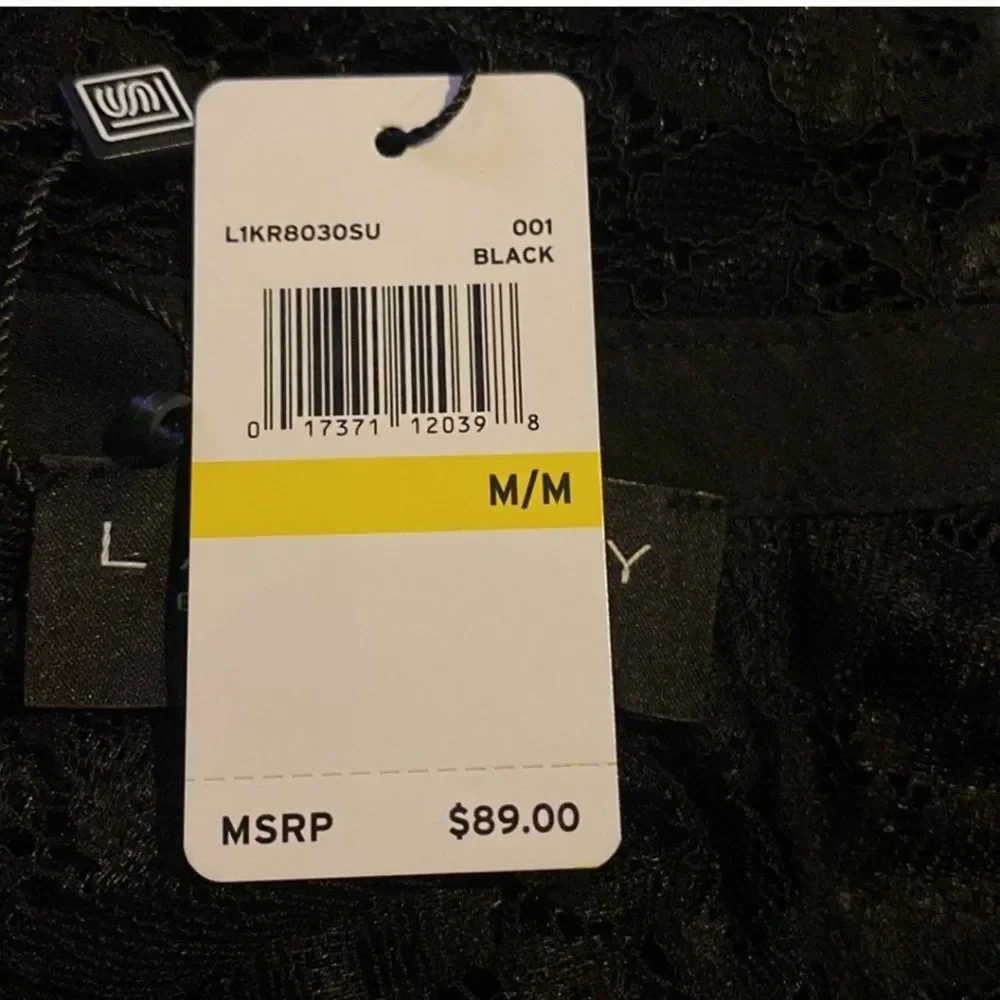 L1KR8030SU 001
BLACK
0 17371 12039 8
M/M
L Y
MSRP $89.00